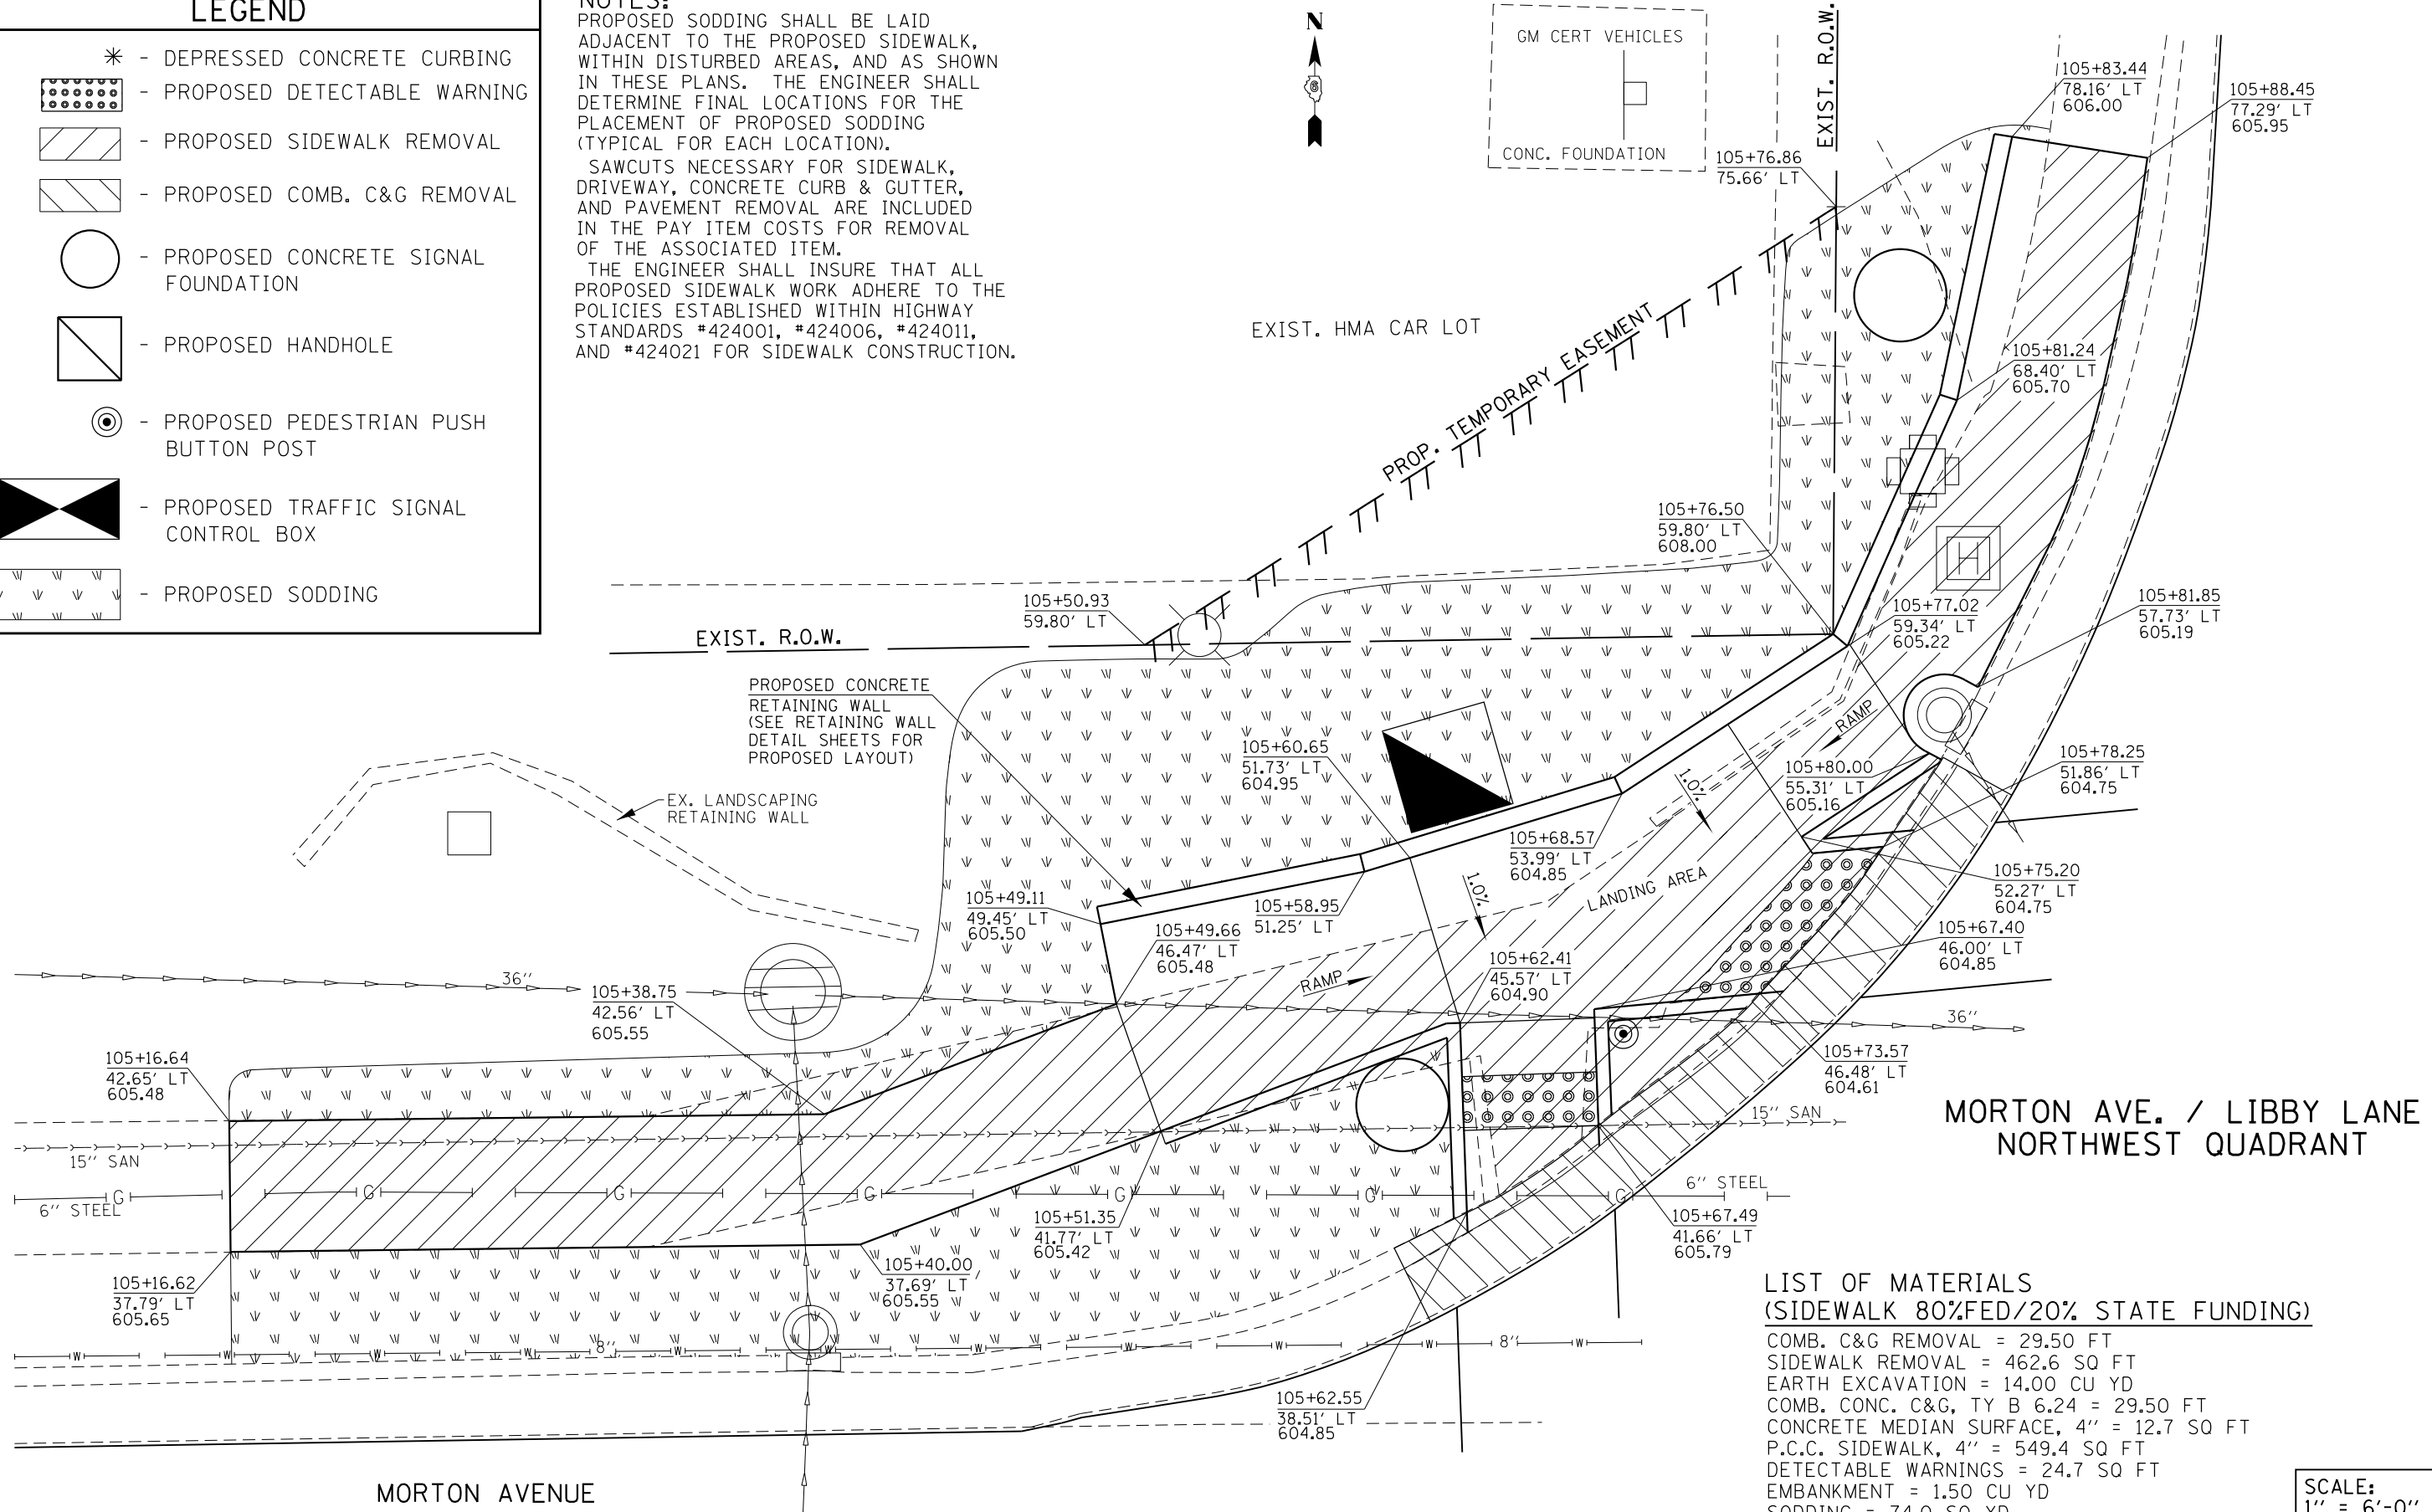 LEGEND
* - DEPRESSED CONCRETE CURBING
- PROPOSED DETECTABLE WARNING
- PROPOSED SIDEWALK REMOVAL
- PROPOSED COMB. C&G REMOVAL
- PROPOSED CONCRETE SIGNAL
FOUNDATION
- PROPOSED HANDHOLE
- PROPOSED PEDESTRIAN PUSH
BUTTON POST
- PROPOSED TRAFFIC SIGNAL
CONTROL BOX
- PROPOSED SODDING
NOTES:
PROPOSED SODDING SHALL BE LAID
ADJACENT TO THE PROPOSED SIDEWALK,
WITHIN DISTURBED AREAS, AND AS SHOWN
IN THESE PLANS. THE ENGINEER SHALL
DETERMINE FINAL LOCATIONS FOR THE
PLACEMENT OF PROPOSED SODDING
(TYPICAL FOR EACH LOCATION).
SAWCUTS NECESSARY FOR SIDEWALK,
DRIVEWAY, CONCRETE CURB & GUTTER,
AND PAVEMENT REMOVAL ARE INCLUDED
IN THE PAY ITEM COSTS FOR REMOVAL
OF THE ASSOCIATED ITEM.
THE ENGINEER SHALL INSURE THAT ALL
PROPOSED SIDEWALK WORK ADHERE TO THE
POLICIES ESTABLISHED WITHIN HIGHWAY
STANDARDS #424001, #424006, #424011,
AND #424021 FOR SIDEWALK CONSTRUCTION.
N
GM CERT VEHICLES
CONC. FOUNDATION
EXIST. R.O.W.
105+83.44
78.16' LT
606.00
105+88.45
77.29' LT
605.95
105+76.86
75.66' LT
EXIST. HMA CAR LOT
PROP. TEMPORARY EASEMENT
105+81.24
68.40' LT
605.70
105+76.50
59.80' LT
608.00
H
105+77.02
59.34' LT
605.22
105+81.85
57.73' LT
605.19
105+50.93
59.80' LT
EXIST. R.O.W.
PROPOSED CONCRETE
RETAINING WALL
(SEE RETAINING WALL
DETAIL SHEETS FOR
PROPOSED LAYOUT)
EX. LANDSCAPING
RETAINING WALL
105+60.65
51.73' LT
604.95
RAMP
1.0%
105+80.00
55.31' LT
605.16
105+78.25
51.86' LT
604.75
105+68.57
53.99' LT
604.85
LANDING AREA
105+75.20
52.27' LT
604.75
105+49.11
49.45' LT
605.50
105+58.95
51.25' LT
1.0%
105+49.66
46.47' LT
605.48
105+67.40
46.00' LT
604.85
105+62.41
45.57' LT
604.90
RAMP
36''
36''
105+38.75
42.56' LT
605.55
105+73.57
46.48' LT
604.61
105+16.64
42.65' LT
605.48
15'' SAN
15'' SAN
MORTON AVE. / LIBBY LANE
NORTHWEST QUADRANT
G G G G G G G
6'' STEEL
6'' STEEL
105+51.35
41.77' LT
605.42
105+67.49
41.66' LT
605.79
105+40.00
37.69' LT
605.55
105+16.62
37.79' LT
605.65
W W W W 8'' W W W W W W 8'' W
105+62.55
38.51' LT
604.85
MORTON AVENUE
LIST OF MATERIALS
(SIDEWALK 80%FED/20% STATE FUNDING)
COMB. C&G REMOVAL = 29.50 FT
SIDEWALK REMOVAL = 462.6 SQ FT
EARTH EXCAVATION = 14.00 CU YD
COMB. CONC. C&G, TY B 6.24 = 29.50 FT
CONCRETE MEDIAN SURFACE, 4'' = 12.7 SQ FT
P.C.C. SIDEWALK, 4'' = 549.4 SQ FT
DETECTABLE WARNINGS = 24.7 SQ FT
EMBANKMENT = 1.50 CU YD
SODDING = 74.0 SQ YD
SCALE:
1'' = 6'-0''